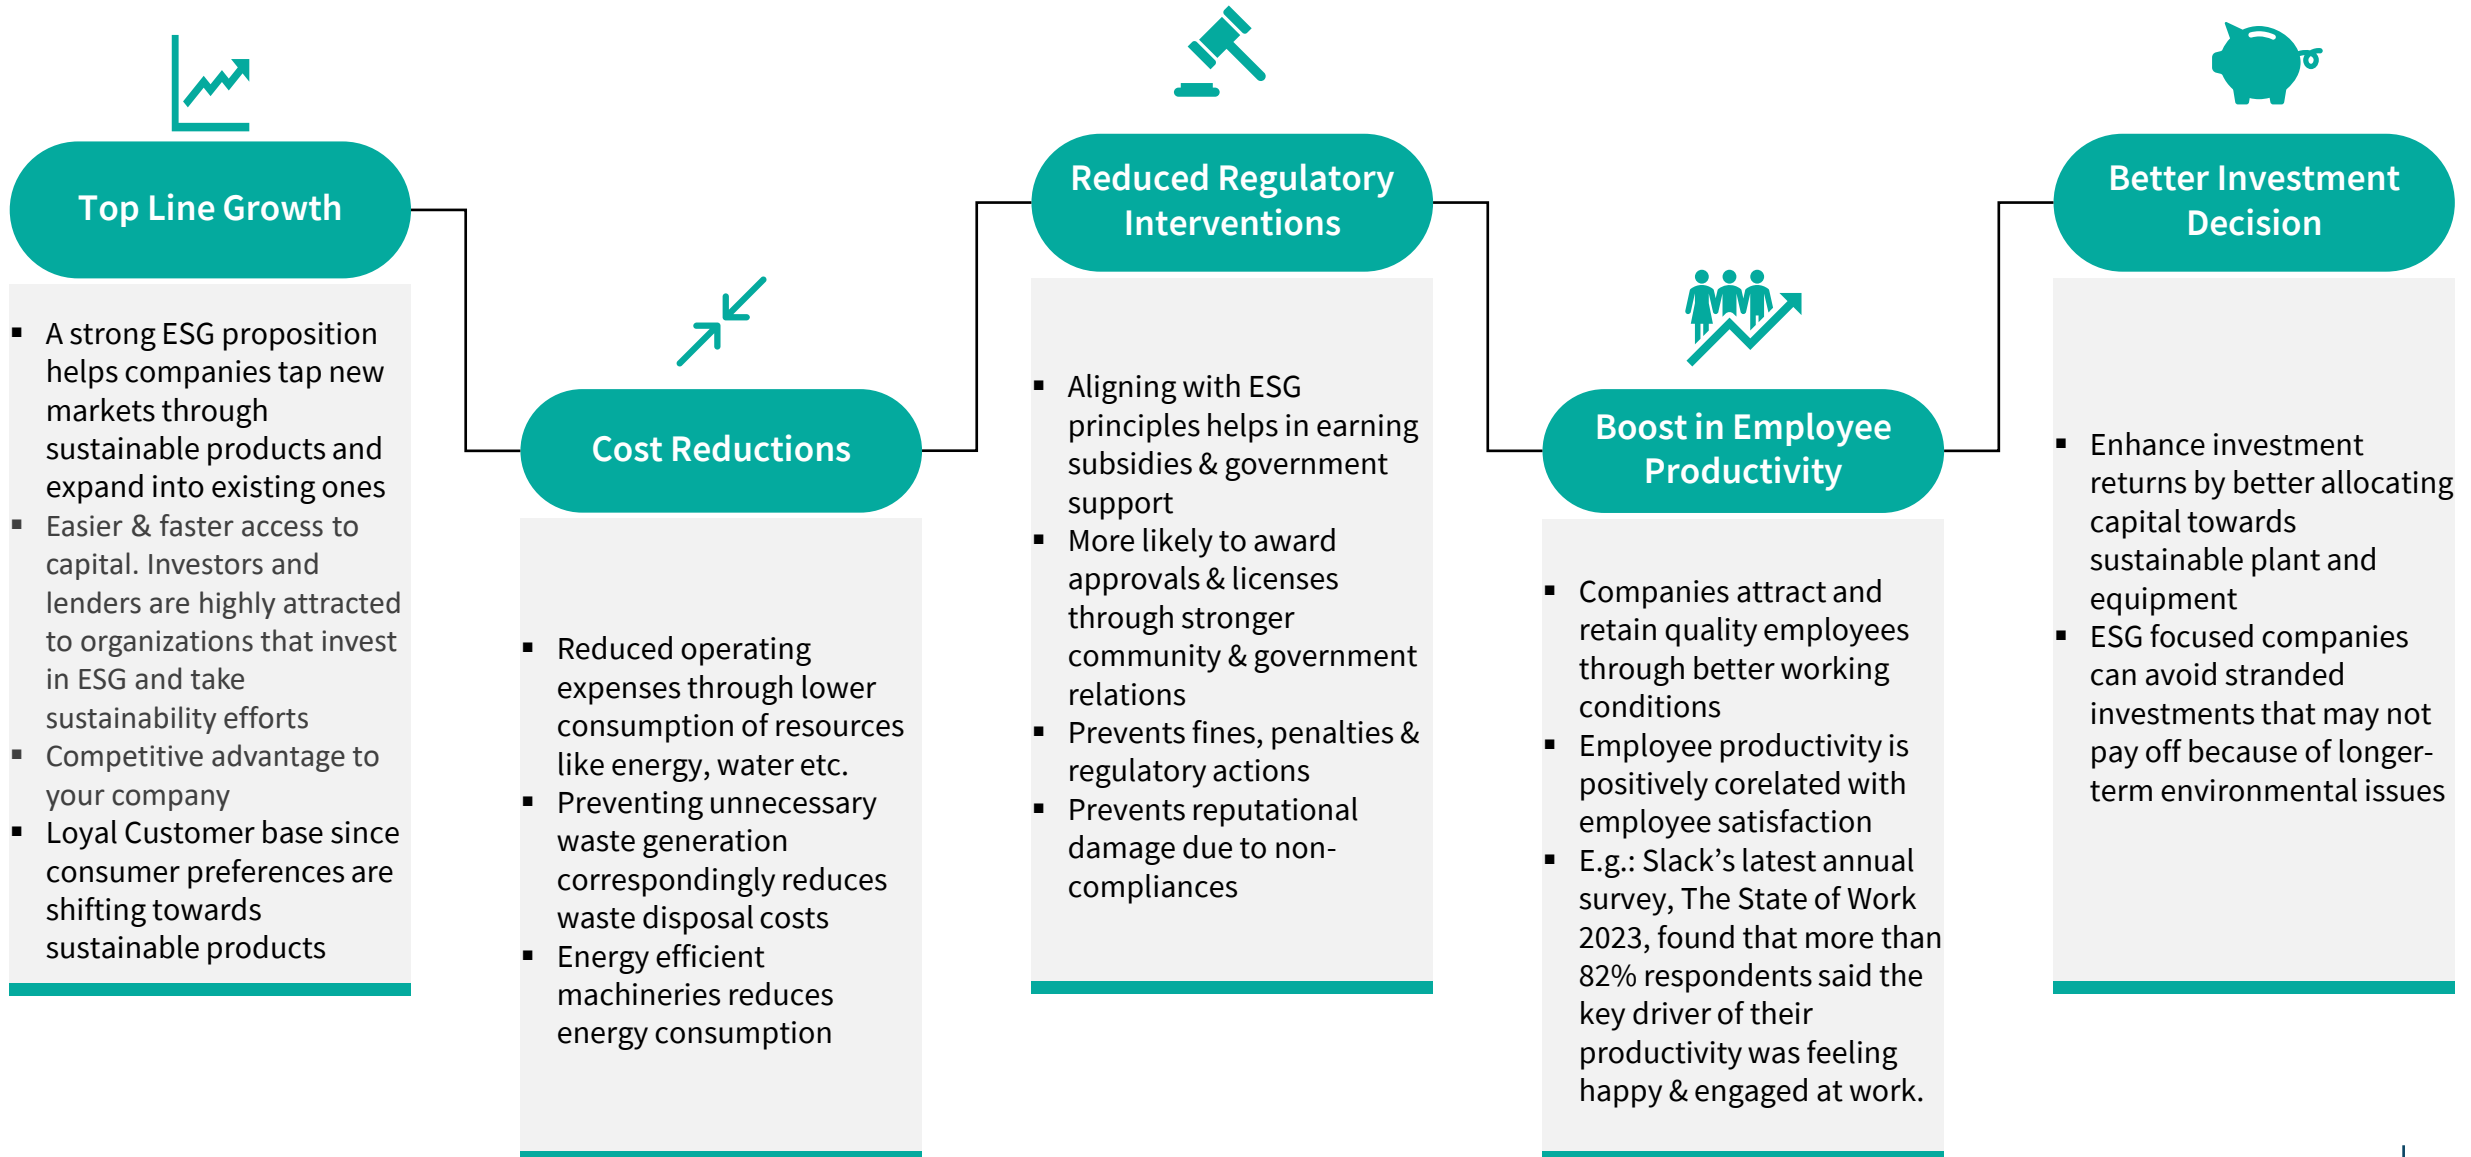 Top Line Growth
▪ A strong ESG proposition
helps companies tap new
markets through
sustainable products and
expand into existing ones
▪ Easier & faster access to
capital. Investors and
lenders are highly attracted
to organizations that invest
in ESG and take
sustainability efforts
▪ Competitive advantage to
your company
▪ Loyal Customer base since
consumer preferences are
shifting towards
sustainable products
Cost Reductions
▪ Reduced operating
expenses through lower
consumption of resources
like energy, water etc.
▪ Preventing unnecessary
waste generation
correspondingly reduces
waste disposal costs
▪ Energy efficient
machineries reduces
energy consumption
Reduced Regulatory
Interventions
▪ Aligning with ESG
principles helps in earning
subsidies & government
support
▪ More likely to award
approvals & licenses
through stronger
community & government
relations
▪ Prevents fines, penalties &
regulatory actions
▪ Prevents reputational
damage due to non-
compliances
Boost in Employee
Productivity
▪ Companies attract and
retain quality employees
through better working
conditions
▪ Employee productivity is
positively corelated with
employee satisfaction
▪ E.g.: Slack’s latest annual
survey, The State of Work
2023, found that more than
82% respondents said the
key driver of their
productivity was feeling
happy & engaged at work.
Better Investment
Decision
▪ Enhance investment
returns by better allocating
capital towards
sustainable plant and
equipment
▪ ESG focused companies
can avoid stranded
investments that may not
pay off because of longer-
term environmental issues